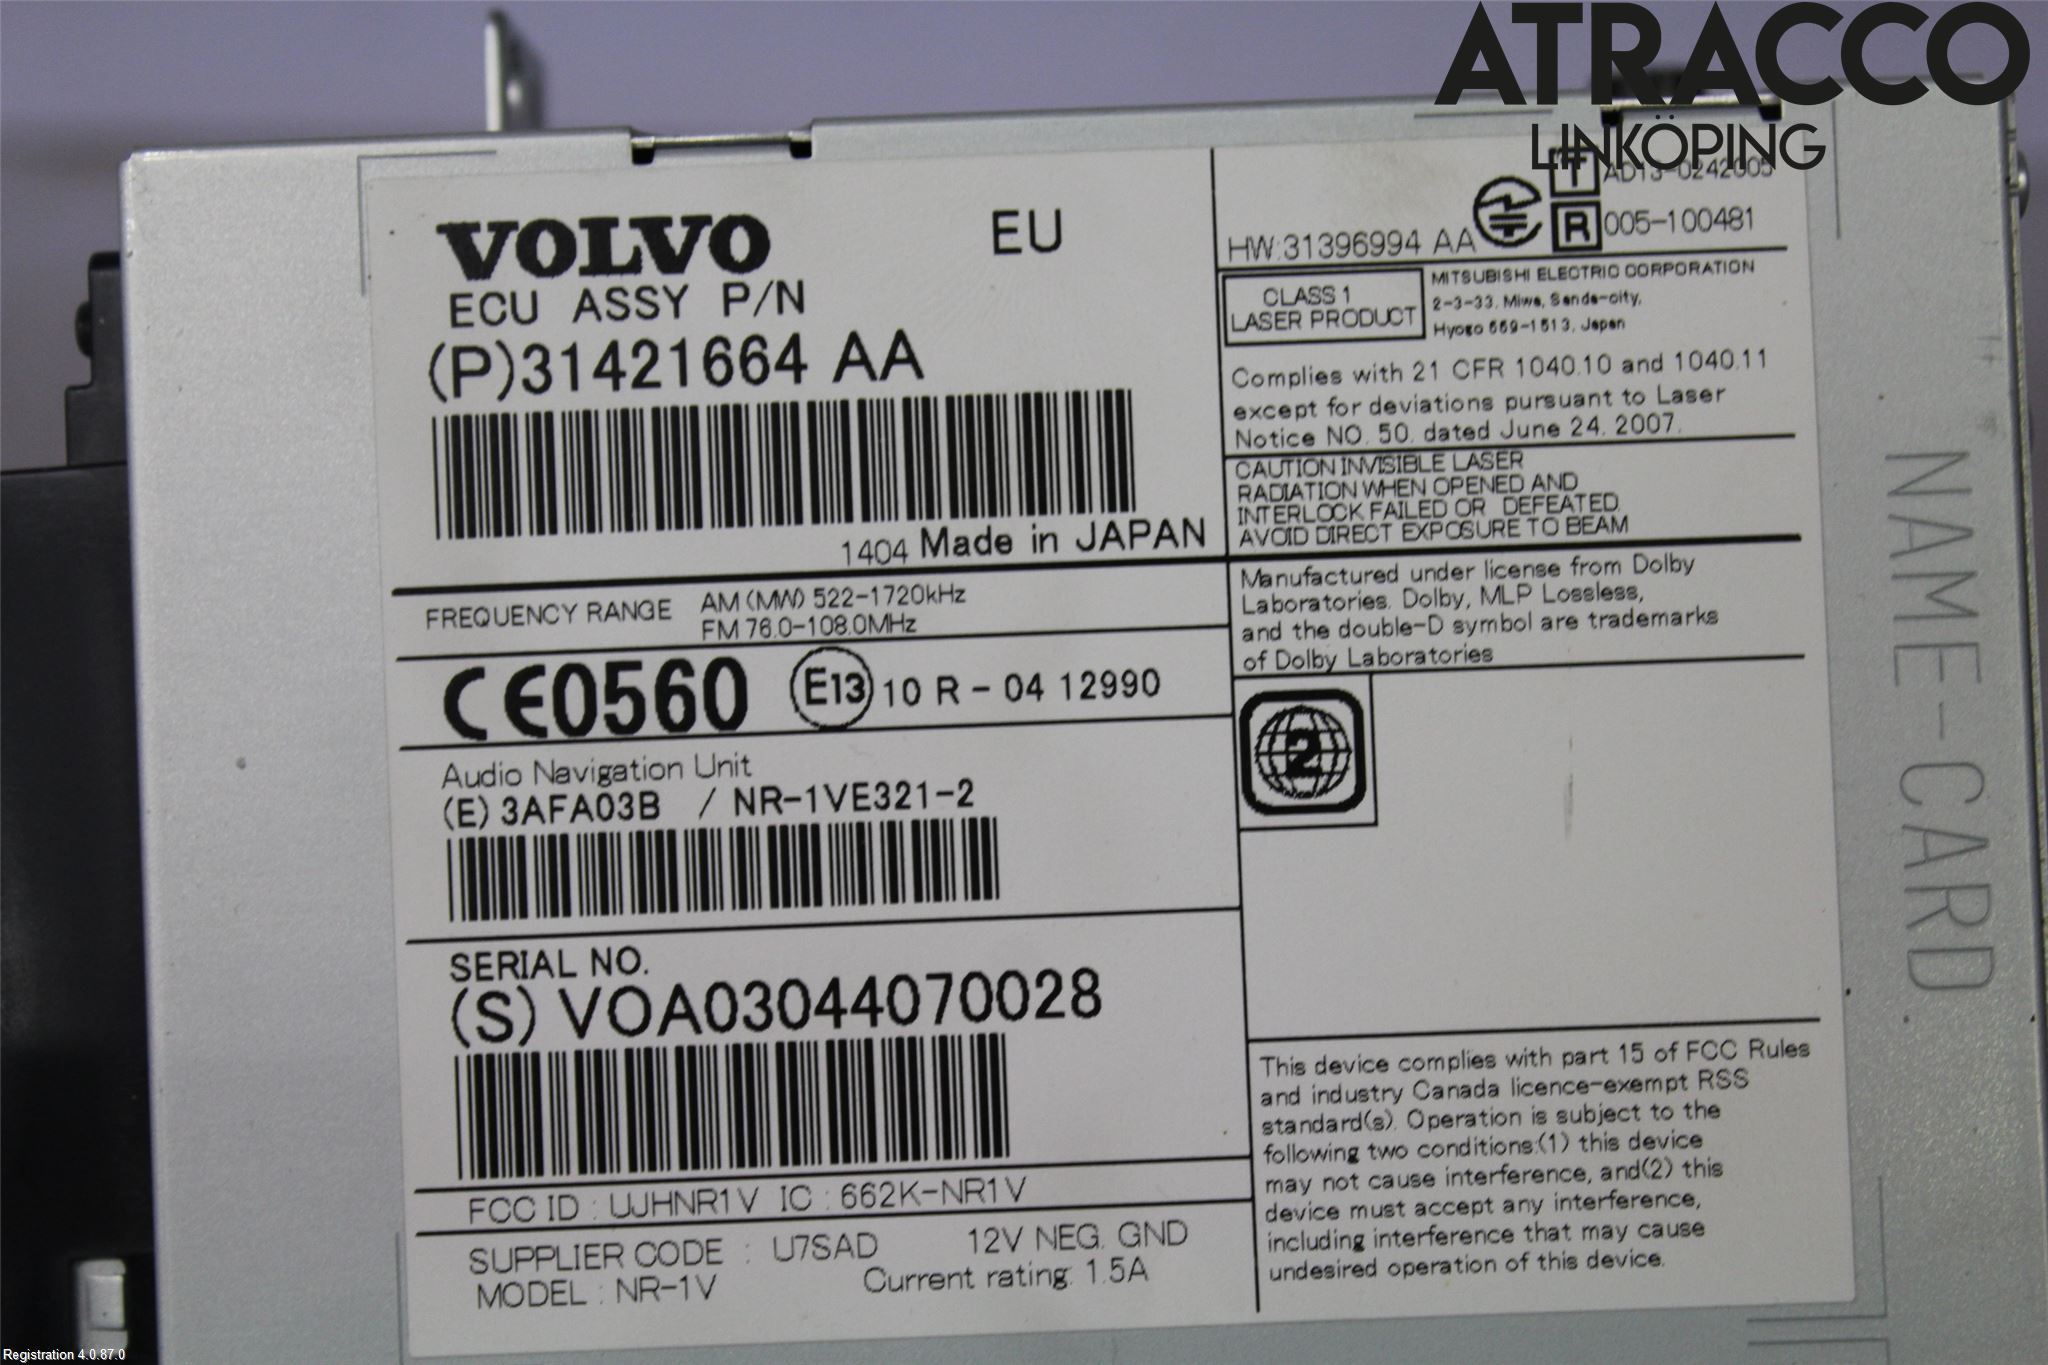 ATRACCO
LINKÖPING
VOLVO
EU
ECU ASSY P/N
(P)31421664 AA
1404 Made in JAPAN
FREQUENCY RANGE
AM (MW) 522-1720kHz
FM 76.0-108.0MHz
CE0560 E13 10 R - 04 12990
Audio Navigation Unit
(E) 3AFA03B / NR-1VE321-2
SERIAL NO.
(S) VOA03044070028
FCC ID : UJHNR1V IC : 662K-NR1V
SUPPLIER CODE : U7SAD 12V NEG. GND
MODEL : NR-1V Current rating: 1.5A
T AD13-0242005
HW:31396994 AA R 005-100481
CLASS 1
LASER PRODUCT
MITSUBISHI ELECTRIC CORPORATION
2-3-33, Miwa, Sanda-city,
Hyogo 669-1513, Japan
Complies with 21 CFR 1040.10 and 1040.11
except for deviations pursuant to Laser
Notice NO. 50, dated June 24, 2007.
CAUTION INVISIBLE LASER
RADIATION WHEN OPENED AND
INTERLOCK FAILED OR DEFEATED.
AVOID DIRECT EXPOSURE TO BEAM
Manufactured under license from Dolby
Laboratories. Dolby, MLP Lossless,
and the double-D symbol are trademarks
of Dolby Laboratories
2
This device complies with part 15 of FCC Rules
and industry Canada licence-exempt RSS
standard(s). Operation is subject to the
following two conditions:(1) this device
may not cause interference, and(2) this
device must accept any interference,
including interference that may cause
undesired operation of this device.
NAME-CARD
Registration 4.0.87.0